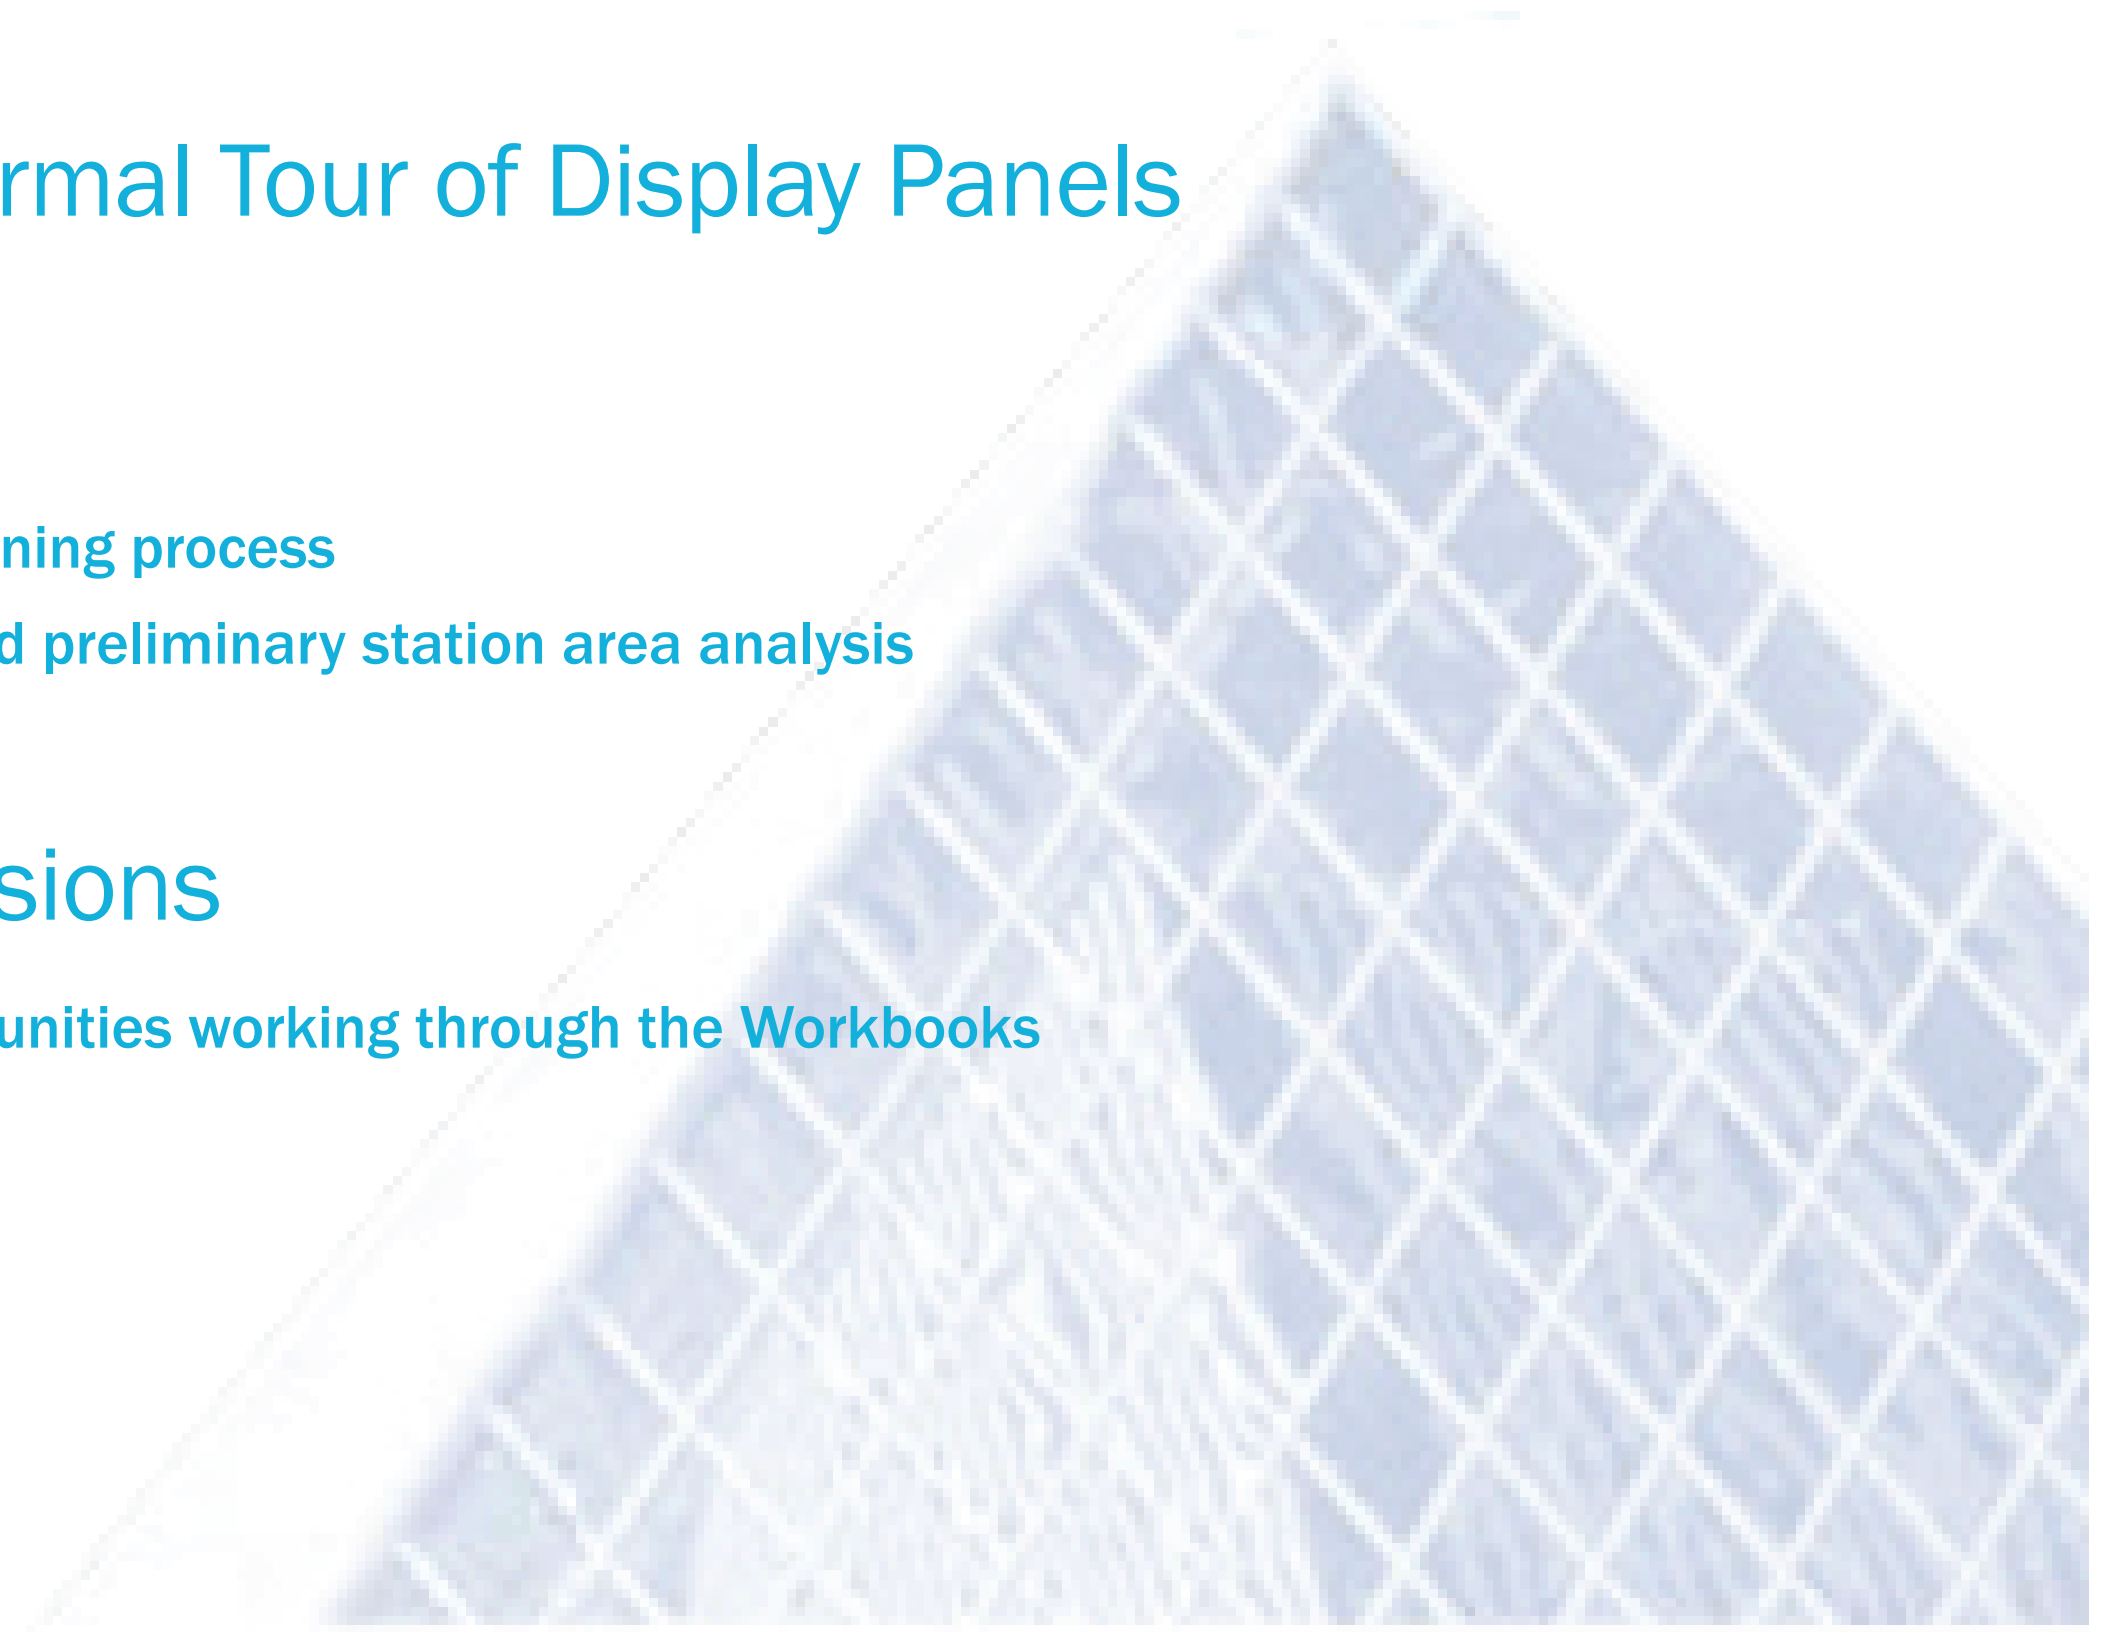 rmal Tour of Display Panels
ning process
d preliminary station area analysis
sions
unities working through the Workbooks